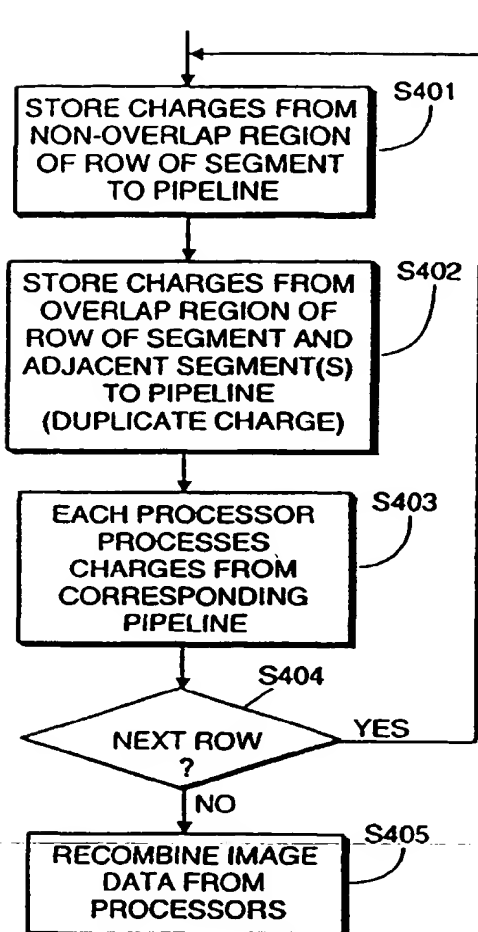 S401
STORE CHARGES FROM
NON-OVERLAP REGION
OF ROW OF SEGMENT
TO PIPELINE
S402
STORE CHARGES FROM
OVERLAP REGION OF
ROW OF SEGMENT AND
ADJACENT SEGMENT(S)
TO PIPELINE
(DUPLICATE CHARGE)
S403
EACH PROCESSOR
PROCESSES
CHARGES FROM
CORRESPONDING
PIPELINE
S404
NEXT ROW
?
YES
NO
S405
RECOMBINE IMAGE
DATA FROM
PROCESSORS